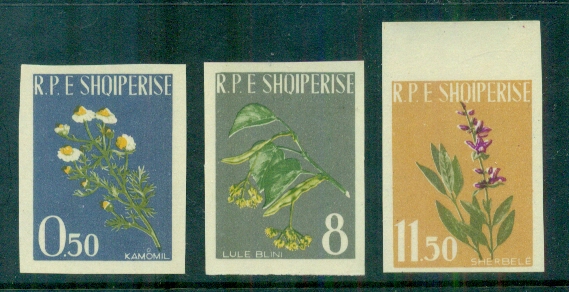 R.P.E SHQIPERISE
0.50
KAMOMIL
R.P.E SHQIPERISE
8
LULE BLINI
R.P.E SHQIPERISE
11.50
SHERBELË